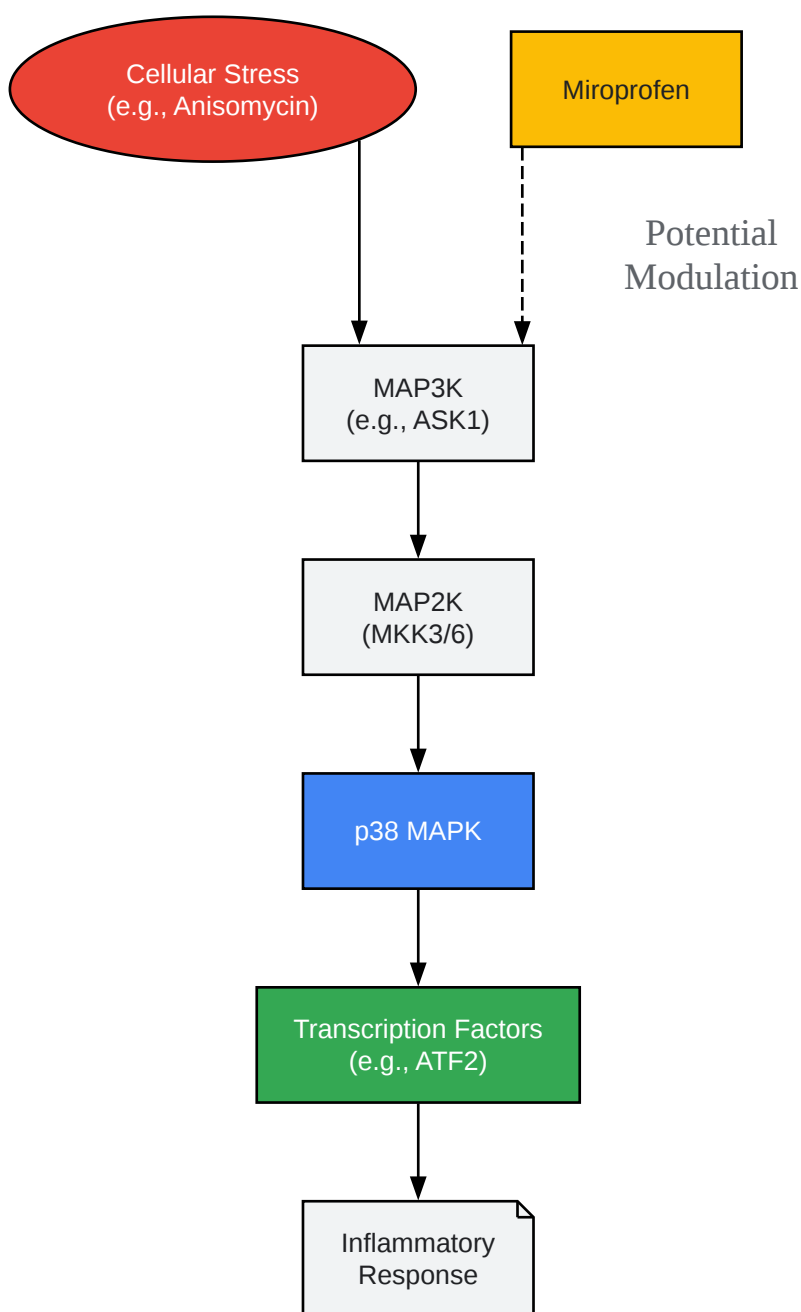 Cellular Stress
(e.g., Anisomycin)
Miroprofen
Potential
Modulation
MAP3K
(e.g., ASK1)
MAP2K
(MKK3/6)
p38 MAPK
Transcription Factors
(e.g., ATF2)
Inflammatory
Response